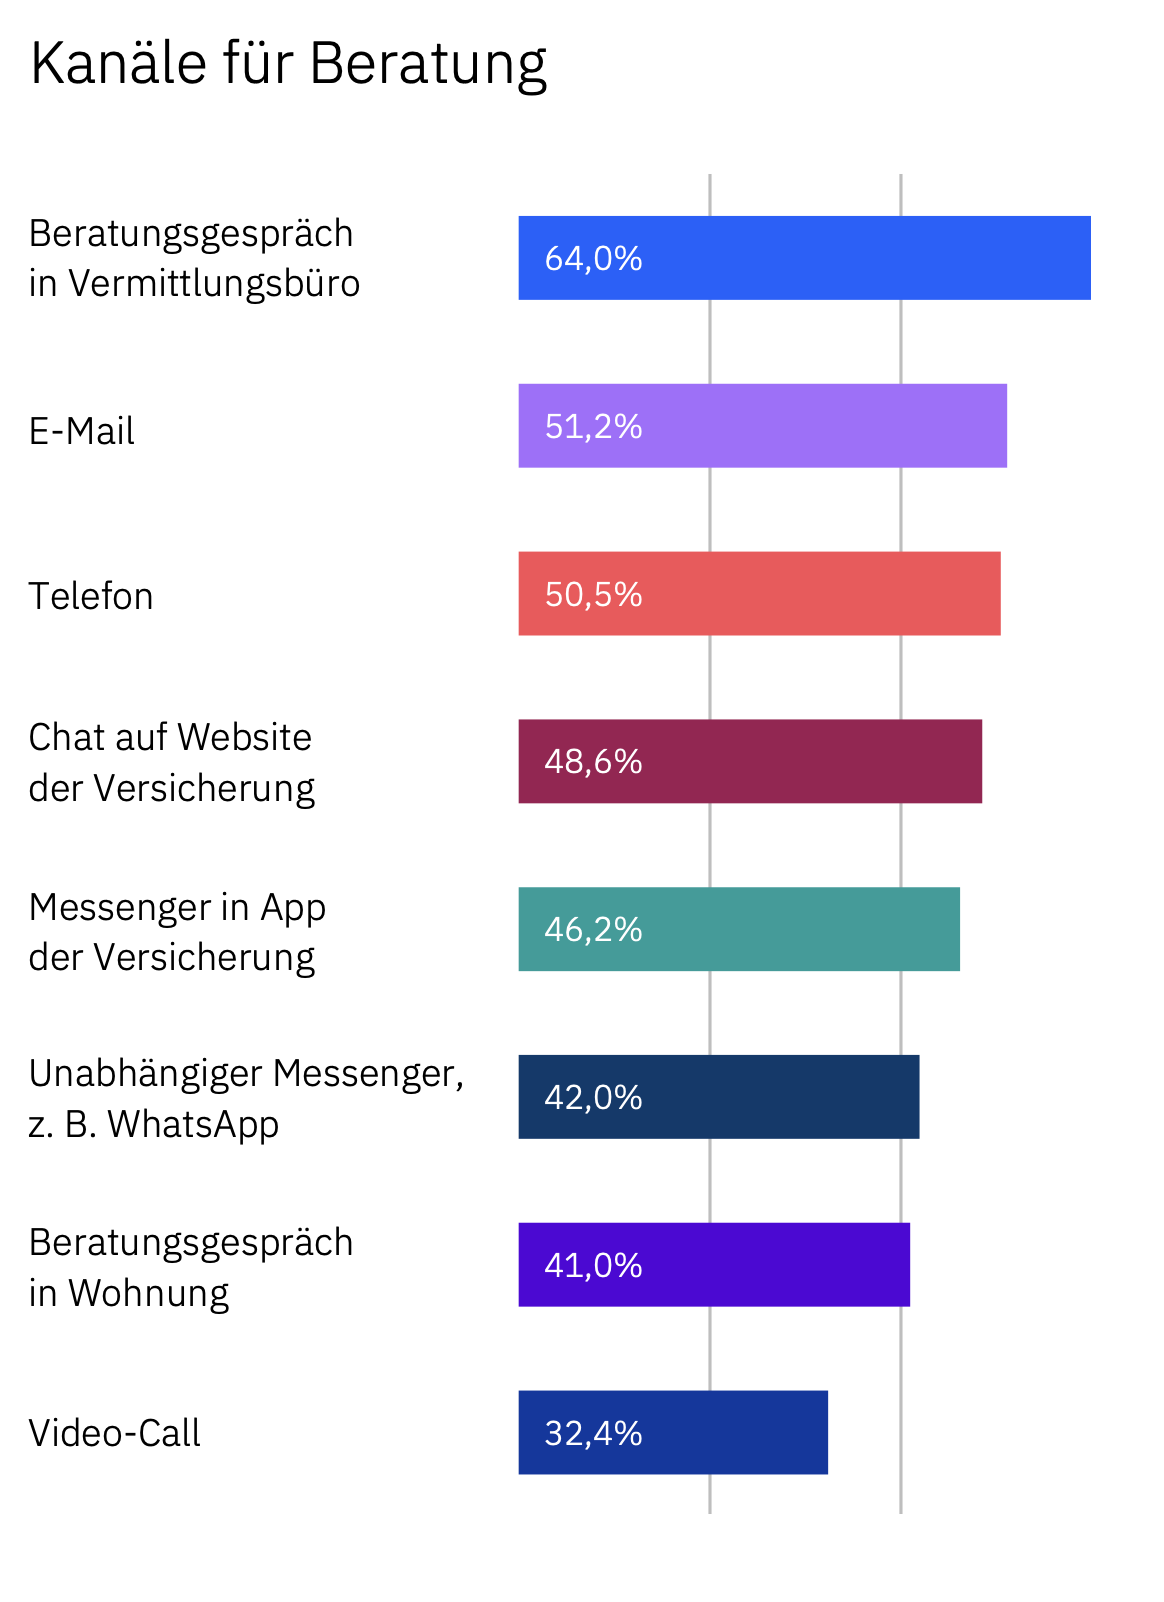 Kanäle für Beratung
Beratungsgespräch
in Vermittlungsbüro
64,0%
E-Mail
51,2%
Telefon
50,5%
Chat auf Website
der Versicherung
48,6%
Messenger in App
der Versicherung
46,2%
Unabhängiger Messenger,
z. B. WhatsApp
42,0%
Beratungsgespräch
in Wohnung
41,0%
Video-Call
32,4%